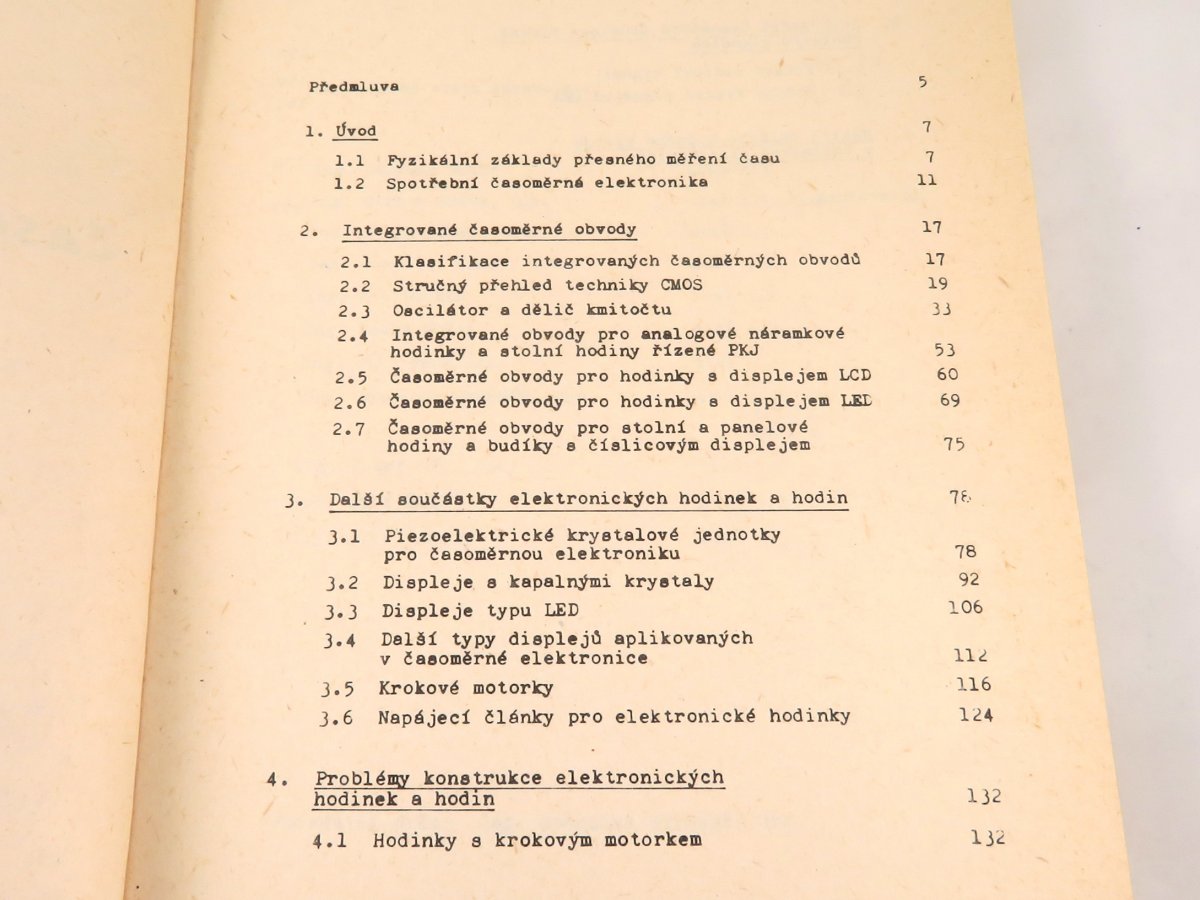 Předmluva 5
1. Úvod 7
1.1 Fyzikální základy přesného měření času 7
1.2 Spotřební časoměrná elektronika 11
2. Integrované časoměrné obvody 17
2.1 Klasifikace integrovaných časoměrných obvodů 17
2.2 Stručný přehled techniky CMOS 19
2.3 Oscilátor a dělič kmitočtu 33
2.4 Integrované obvody pro analogové náramkové
hodinky a stolní hodiny řízené PKJ 53
2.5 Časoměrné obvody pro hodinky s displejem LCD 60
2.6 Časoměrné obvody pro hodinky s displejem LED 69
2.7 Časoměrné obvody pro stolní a panelové
hodiny a budíky s číslicovým displejem 75
3. Další součástky elektronických hodinek a hodin 78
3.1 Piezoelektrické krystalové jednotky
pro časoměrnou elektroniku 78
3.2 Displeje s kapalnými krystaly 92
3.3 Displeje typu LED 106
3.4 Další typy displejů aplikovaných
v časoměrné elektronice 112
3.5 Krokové motorky 116
3.6 Napájecí články pro elektronické hodinky 124
4. Problémy konstrukce elektronických
hodinek a hodin 132
4.1 Hodinky s krokovým motorkem 132